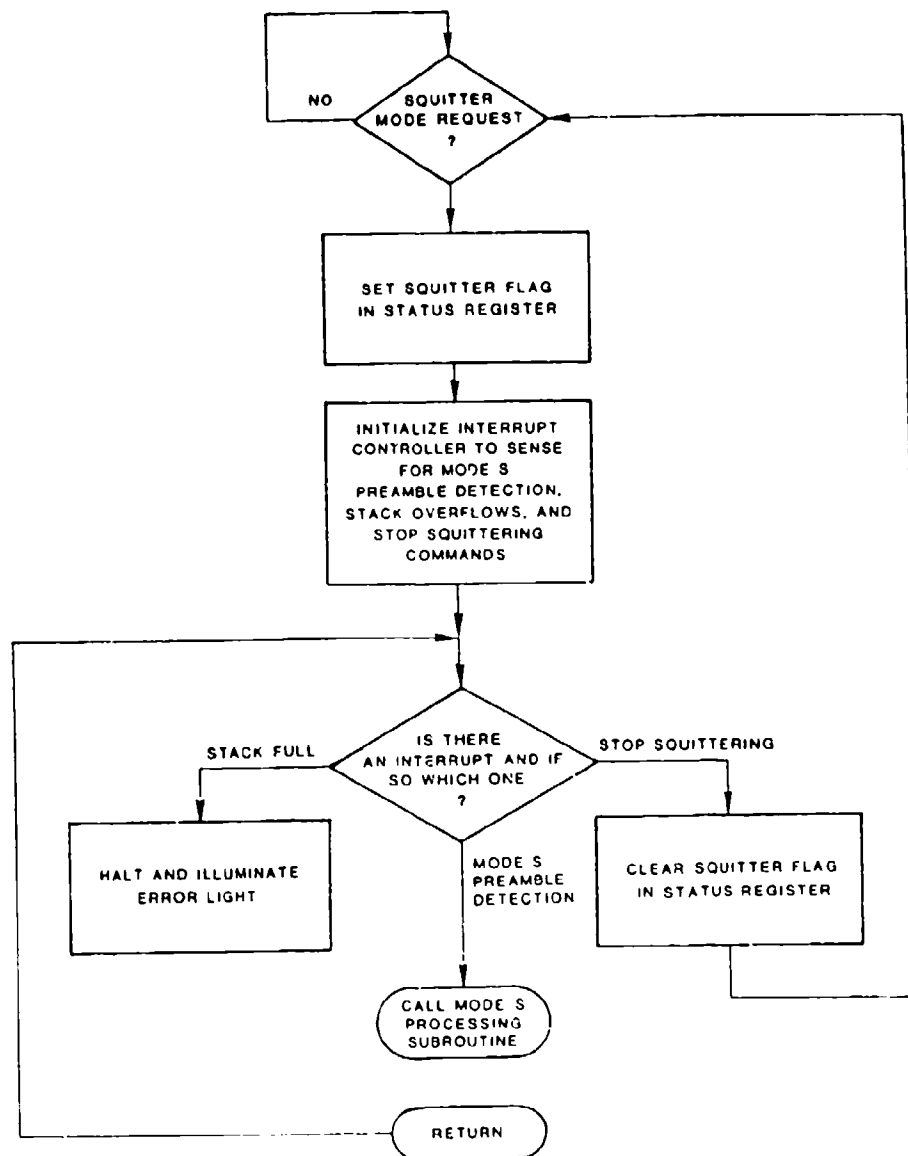 NO
SQUITTER
MODE REQUEST
?
SET SQUITTER FLAG
IN STATUS REGISTER
INITIALIZE INTERRUPT
CONTROLLER TO SENSE
FOR MODE S
PREAMBLE DETECTION,
STACK OVERFLOWS, AND
STOP SQUITTERING
COMMANDS
STACK FULL
IS THERE
AN INTERRUPT AND IF
SO WHICH ONE
?
STOP SQUITTERING
HALT AND ILLUMINATE
ERROR LIGHT
MODE S
PREAMBLE
DETECTION
CLEAR SQUITTER FLAG
IN STATUS REGISTER
CALL MODE S
PROCESSING
SUBROUTINE
RETURN